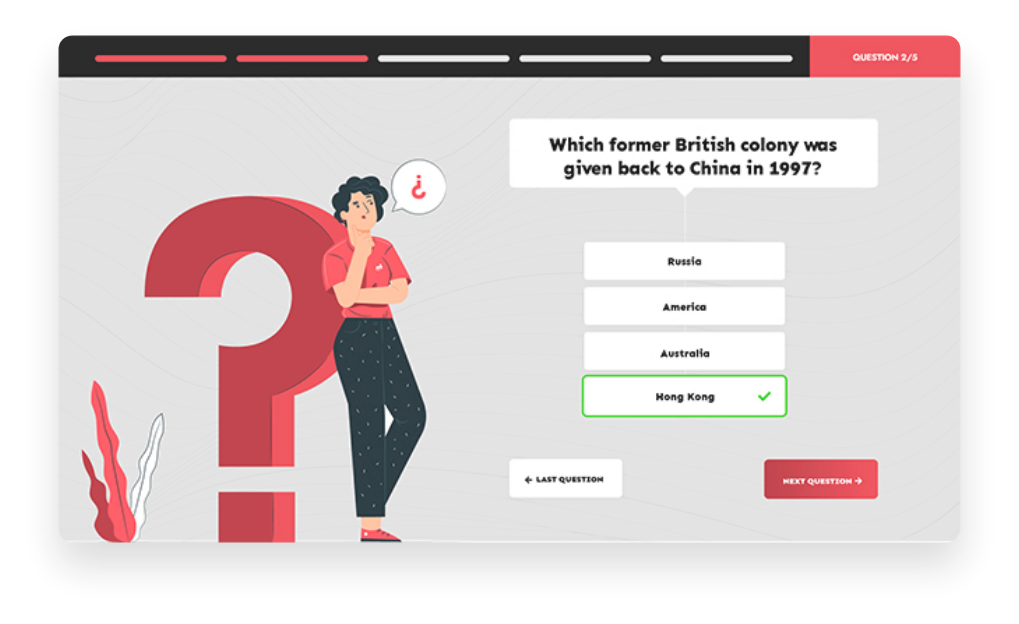 QUESTION 2/5
Which former British colony was
given back to China in 1997?
¿
Russia
America
Australia
Hong Kong
← LAST QUESTION
NEXT QUESTION →